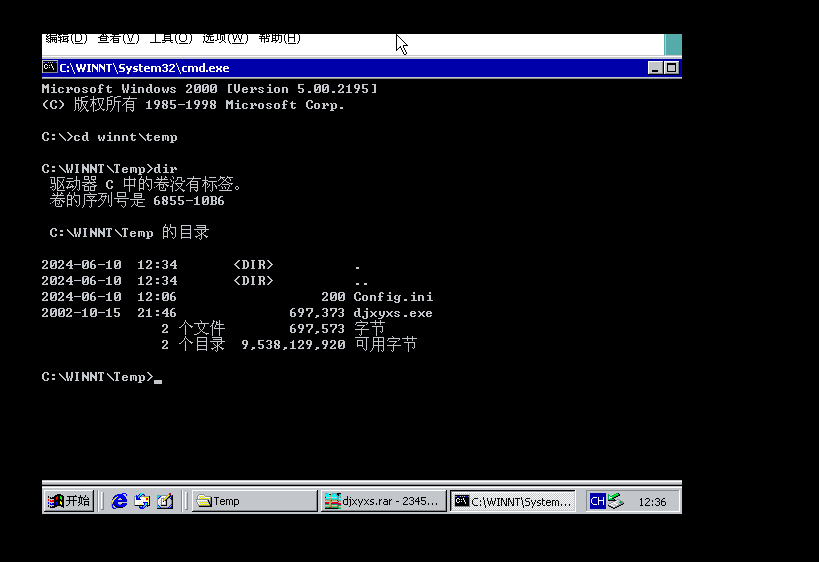 编辑(D) 查看(V) 工具(O) 选项(W) 帮助(H)
C:\WINNT\System32\cmd.exe
Microsoft Windows 2000 [Version 5.00.2195]
(C) 版权所有 1985-1998 Microsoft Corp.
C:\>cd winnt\temp
C:\WINNT\Temp>dir
驱动器 C 中的卷没有标签。
卷的序列号是 6855-10B6
C:\WINNT\Temp 的目录
2024-06-10 12:34 <DIR> .
2024-06-10 12:34 <DIR> ..
2024-06-10 12:06 200 Config.ini
2002-10-15 21:46 697,373 djxyxs.exe
2 个文件 697,573 字节
2 个目录 9,538,129,920 可用字节
C:\WINNT\Temp>
开始 Temp djxyxs.rar - 2345... C:\WINNT\System... CH 12:36